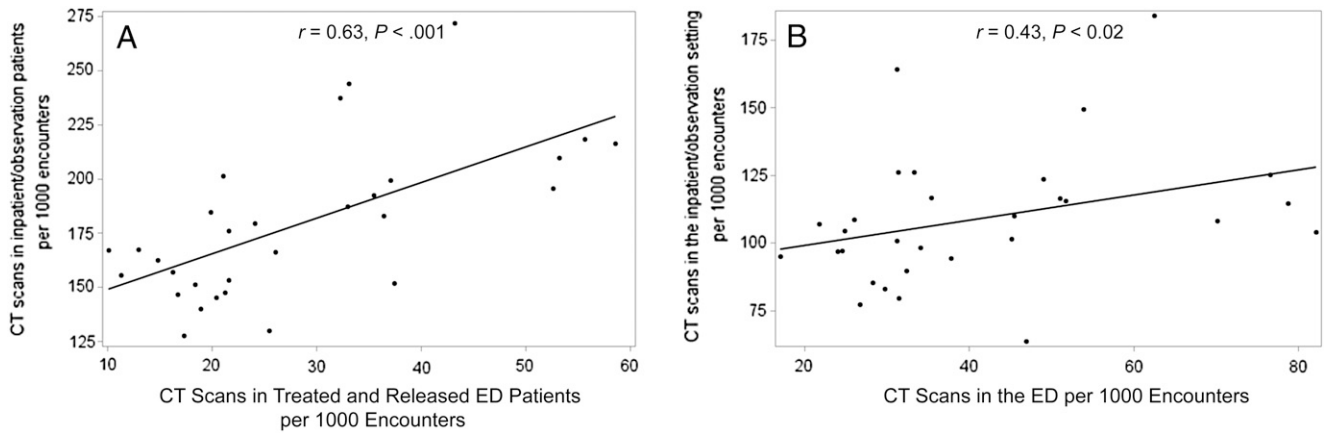 A
r = 0.63, P < .001
CT scans in inpatient/observation patients
per 1000 encounters
275
250
225
200
175
150
125
10
20
30
40
50
60
CT Scans in Treated and Released ED Patients
per 1000 Encounters
B
r = 0.43, P < 0.02
CT scans in the inpatient/observation setting
per 1000 encounters
175
150
125
100
75
20
40
60
80
CT Scans in the ED per 1000 Encounters